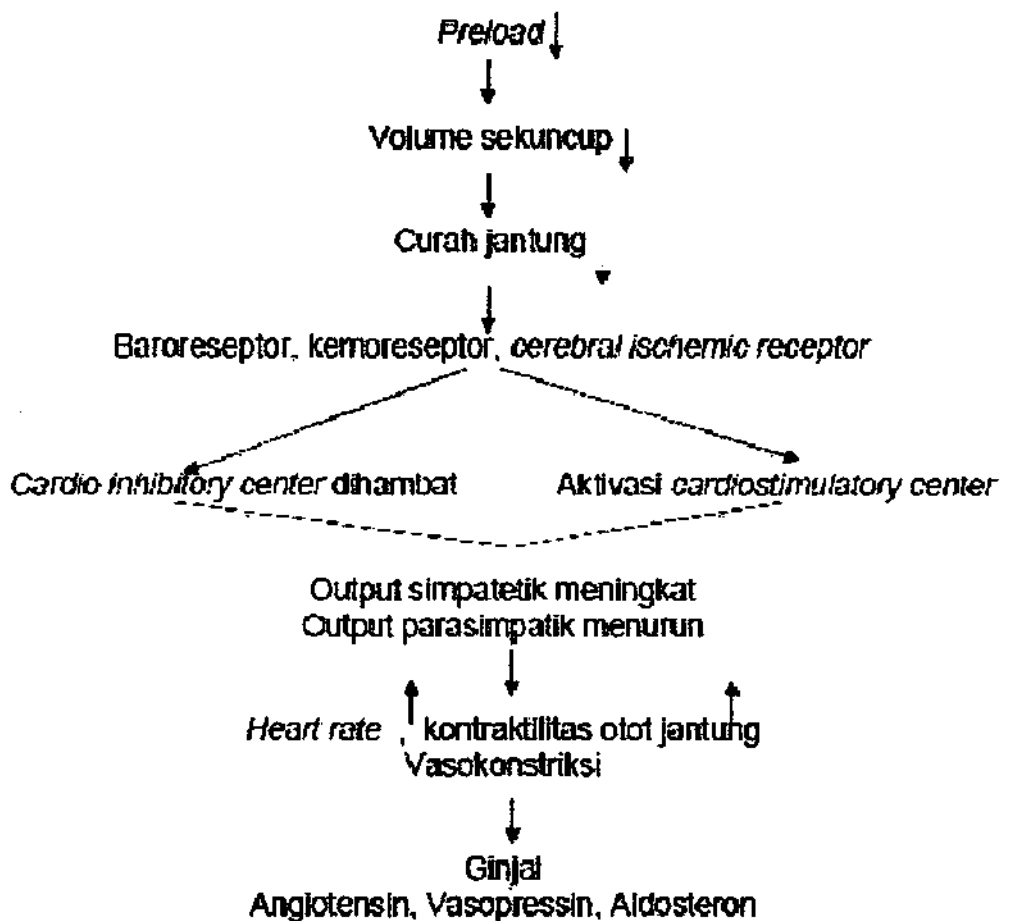 Preload
Volume sekuncup
Curah jantung
Baroreseptor, kemoreseptor, cerebral ischemic receptor
Cardio inhibitory center dihambat Aktivasi cardiostimulatory center
Output simpatetik meningkat
Output parasimpatik menurun
Heart rate , kontraktilitas otot jantung
Vasokonstriksi
Ginjal
Angiotensin, Vasopressin, Aldosteron